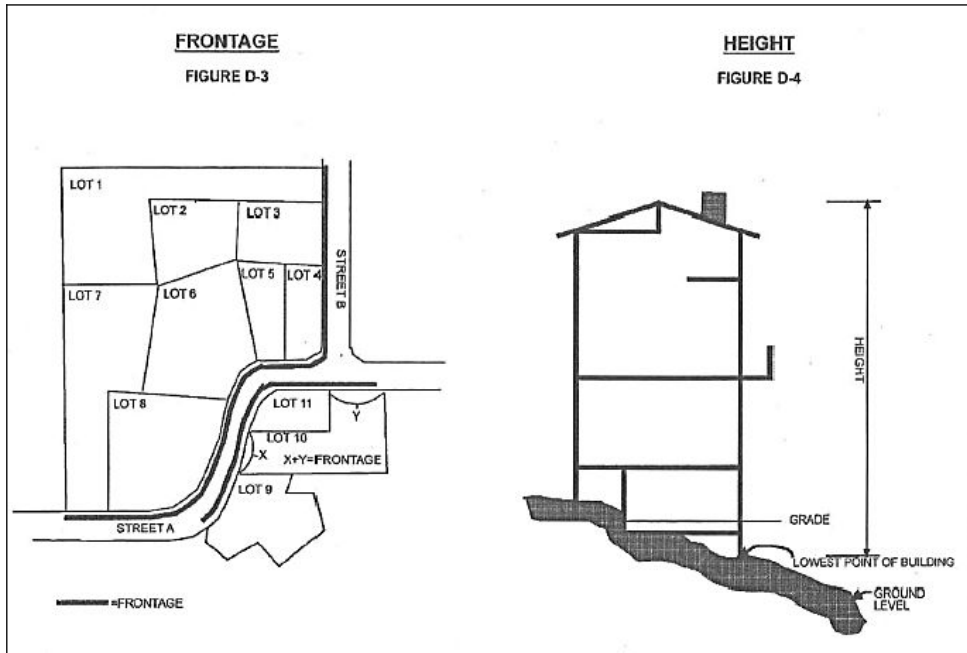 FRONTAGE
FIGURE D-3
LOT 1
LOT 2
LOT 3
LOT 5
LOT 4
STREET B
LOT 7
LOT 6
LOT 8
LOT 11
Y
LOT 10
X
X+Y=FRONTAGE
LOT 9
STREET A
=FRONTAGE
HEIGHT
FIGURE D-4
HEIGHT
GRADE
LOWEST POINT OF BUILDING
GROUND
LEVEL